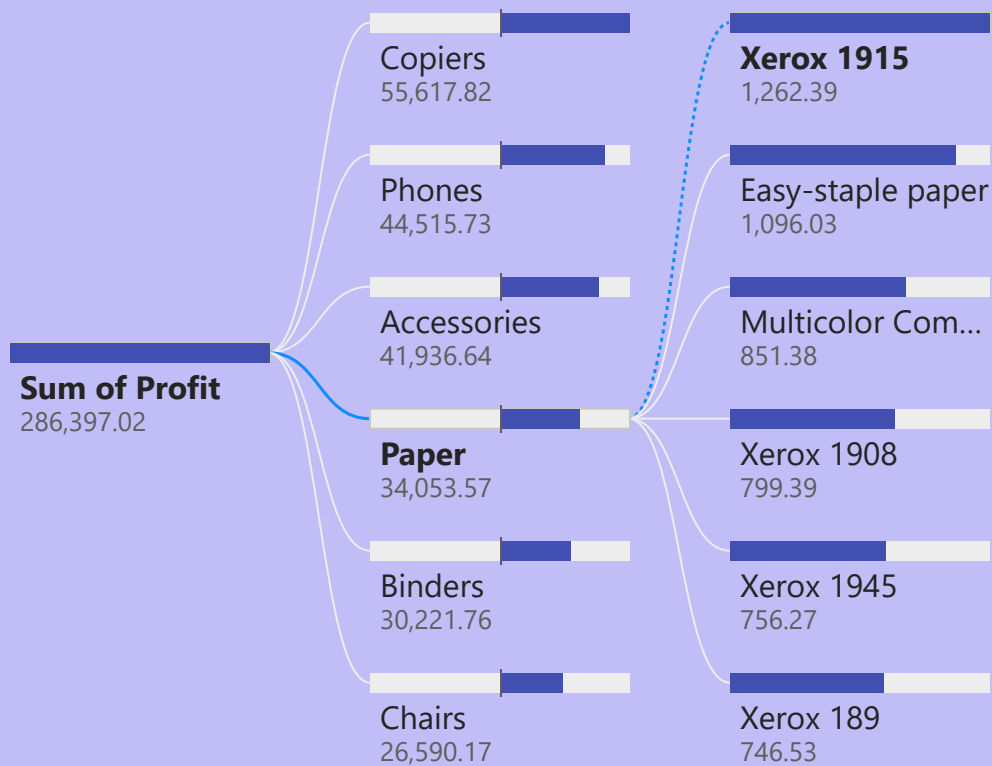 Sum of Profit
286,397.02
Copiers
55,617.82
Phones
44,515.73
Accessories
41,936.64
Paper
34,053.57
Binders
30,221.76
Chairs
26,590.17
Xerox 1915
1,262.39
Easy-staple paper
1,096.03
Multicolor Com...
851.38
Xerox 1908
799.39
Xerox 1945
756.27
Xerox 189
746.53